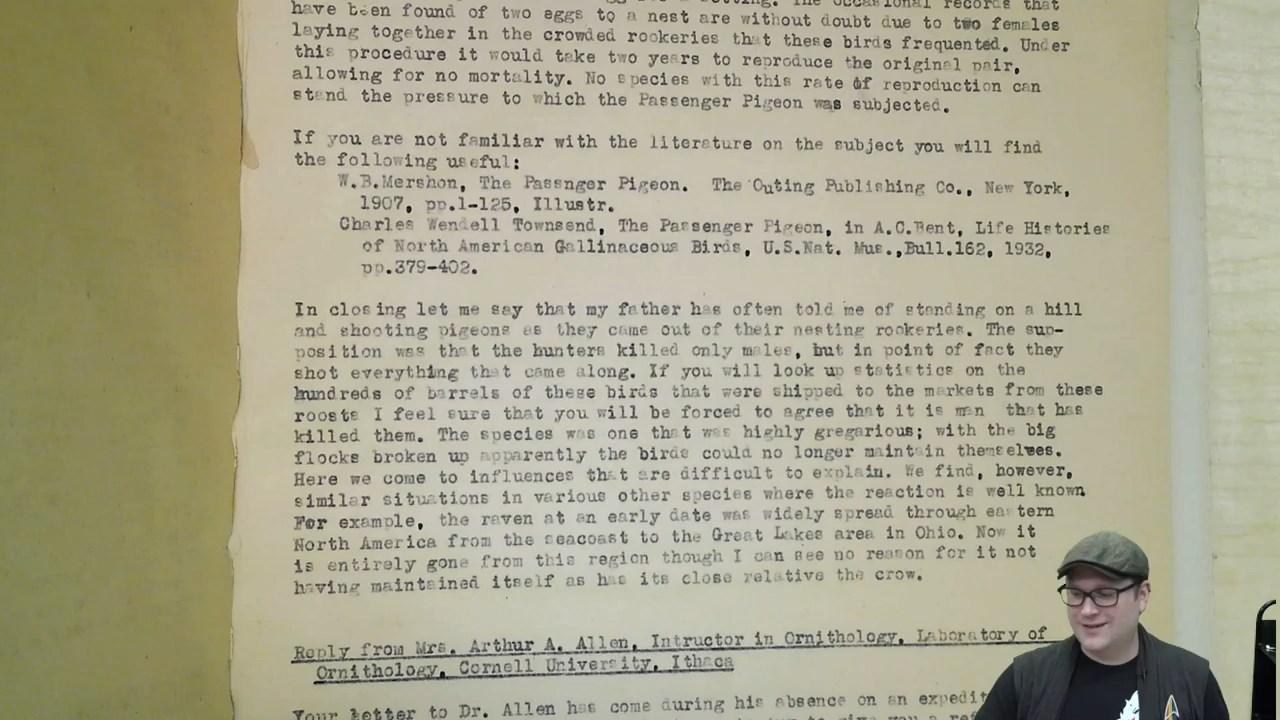 The occasional records that
have been found of two eggs to a nest are without doubt due to two females
laying together in the crowded rookeries that these birds frequented. Under
this procedure it would take two years to reproduce the original pair,
allowing for no mortality. No species with this rate of reproduction can
stand the pressure to which the Passenger Pigeon was subjected.
If you are not familiar with the literature on the subject you will find
the following useful:
W.B.Mershon, The Passnger Pigeon. The Outing Publishing Co., New York,
1907, pp.1-125, Illustr.
Charles Wendell Townsend, The Passenger Pigeon, in A.C.Bent, Life Histories
of North American Gallinaceous Birds, U.S.Nat. Mus.,Bull.162, 1932,
pp.379-402.
In closing let me say that my father has often told me of standing on a hill
and shooting pigeons as they came out of their nesting rookeries. The sup-
position was that the hunters killed only males, but in point of fact they
shot everything that came along. If you will look up statistics on the
hundreds of barrels of these birds that were shipped to the markets from these
roosts I feel sure that you will be forced to agree that it is man that has
killed them. The species was one that was highly gregarious; with the big
flocks broken up apparently the birds could no longer maintain themselves.
Here we come to influences that are difficult to explain. We find, however,
similar situations in various other species where the reaction is well known
For example, the raven at an early date was widely spread through eastern
North America from the seacoast to the Great Lakes area in Ohio. Now it
is entirely gone from this region though I can see no reason for it not
having maintained itself as has its close relative the crow.
Reply from Mrs. Arthur A. Allen, Intructor in Ornithology, Laboratory of
Ornithology, Cornell University, Ithaca
Your letter to Dr. Allen has come during his absence on an